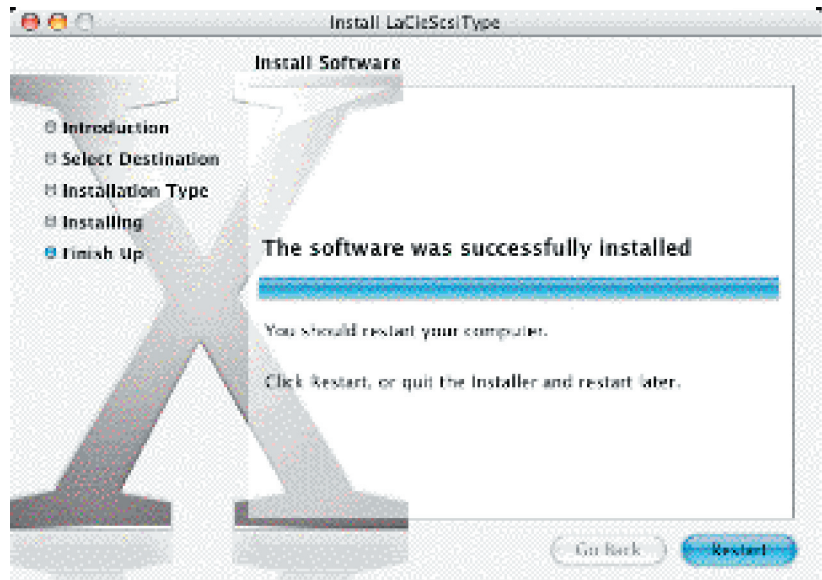 Install LaCieScsiType
Install Software
Introduction
Select Destination
Installation Type
Installing
Finish Up
The software was successfully installed
You should restart your computer.
Click Restart, or quit the Installer and restart later.
Go Back
Restart